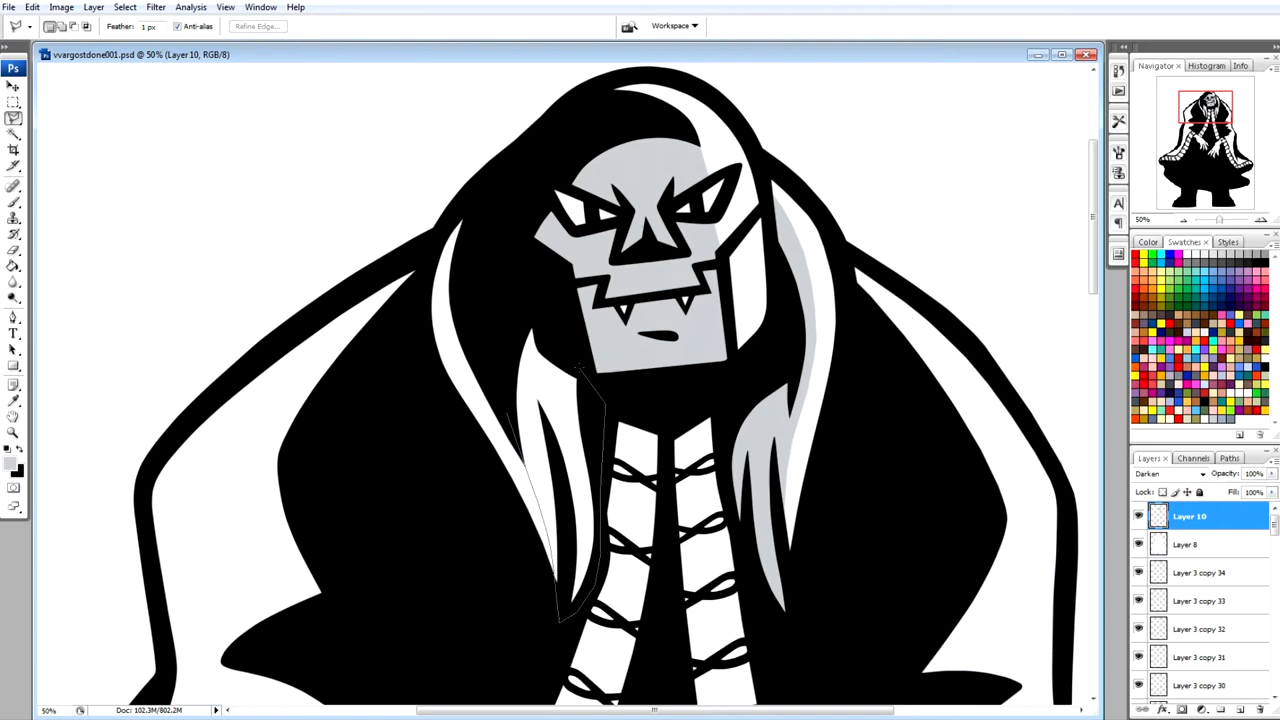 File Edit Image Layer Select Filter Analysis View Window Help
Feather: 1 px Anti-alias Refine Edge... Workspace
Ps vvargostdone001.psd @ 50% (Layer 10, RGB/8)
Ps
Navigator × Histogram Info
50%
Color Swatches × Styles
Layers × Channels Paths
Darken Opacity: 100%
Lock: Fill: 100%
Layer 10
Layer 8
Layer 3 copy 34
Layer 3 copy 33
Layer 3 copy 32
Layer 3 copy 31
Layer 3 copy 30
50% Doc: 102.3M/802.2M